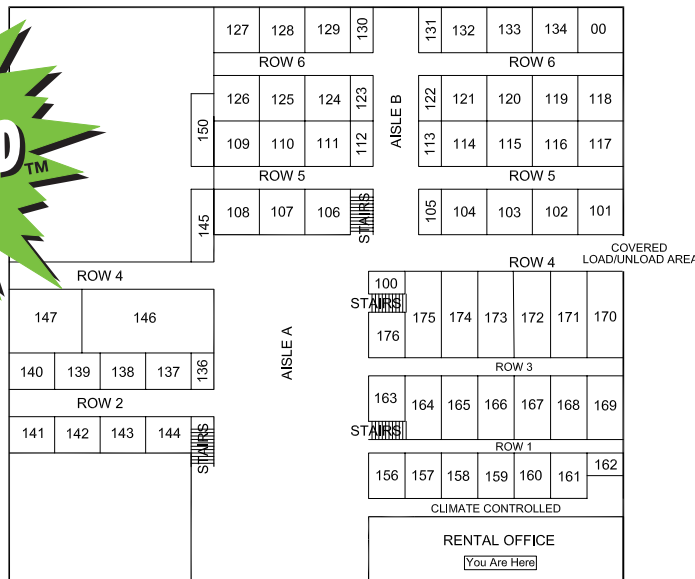 127 128 129 130 131 132 133 134 00
ROW 6 ROW 6
126 125 124 123 122 121 120 119 118
150 AISLE B
109 110 111 112 113 114 115 116 117
TM
ROW 5 ROW 5
145 108 107 106 STAIRS 105 104 103 102 101
COVERED
LOAD/UNLOAD AREA
ROW 4 ROW 4
100
STAIRS
147 146 175 174 173 172 171 170
176
AISLE A
140 139 138 137 136
ROW 3
ROW 2
163 164 165 166 167 168 169
STAIRS
141 142 143 144 STAIRS
ROW 1
156 157 158 159 160 161 162
CLIMATE CONTROLLED
RENTAL OFFICE
You Are Here